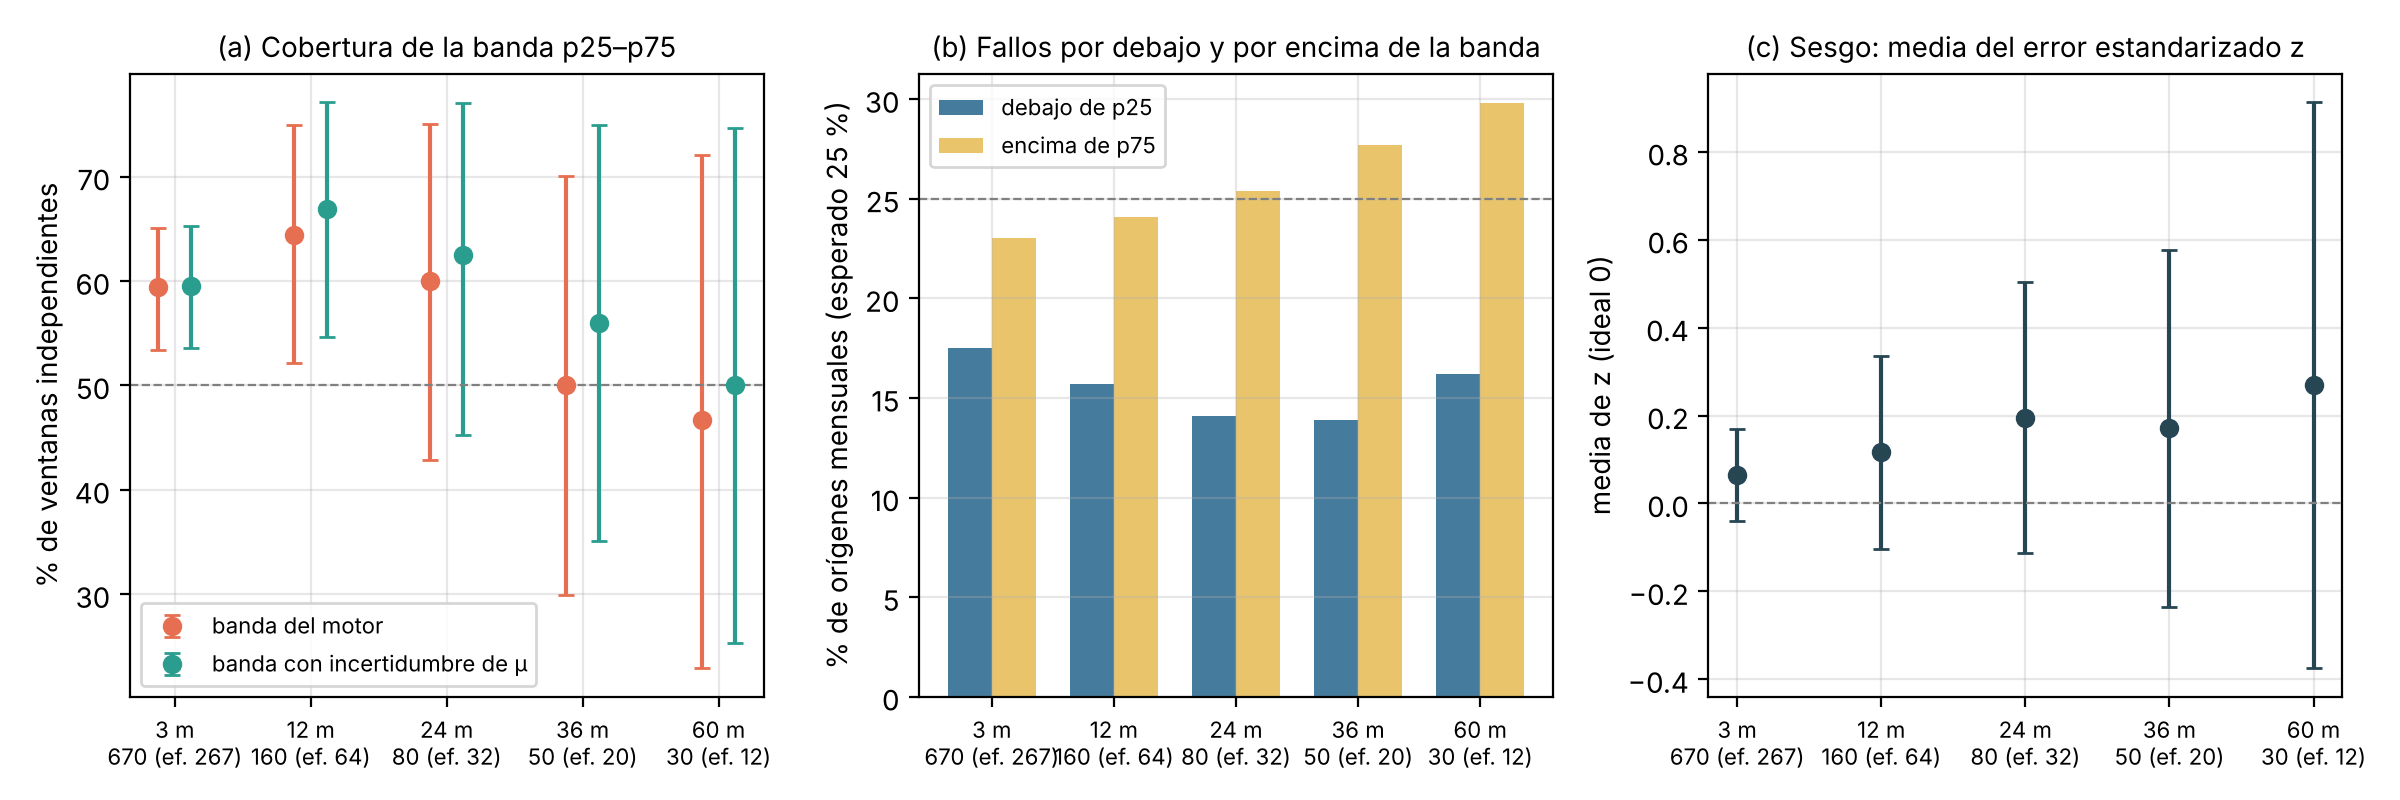 (a) Cobertura de la banda p25–p75
% de ventanas independientes
70
60
50
40
30
banda del motor
banda con incertidumbre de μ
3 m
12 m
24 m
36 m
60 m
670 (ef. 267)
160 (ef. 64)
80 (ef. 32)
50 (ef. 20)
30 (ef. 12)
(b) Fallos por debajo y por encima de la banda
% de orígenes mensuales (esperado 25 %)
30
25
20
15
10
5
0
debajo de p25
encima de p75
3 m
12 m
24 m
36 m
60 m
670 (ef. 267)
160 (ef. 64)
80 (ef. 32)
50 (ef. 20)
30 (ef. 12)
(c) Sesgo: media del error estandarizado z
media de z (ideal 0)
0.8
0.6
0.4
0.2
0.0
−0.2
−0.4
3 m
12 m
24 m
36 m
60 m
670 (ef. 267)
160 (ef. 64)
80 (ef. 32)
50 (ef. 20)
30 (ef. 12)